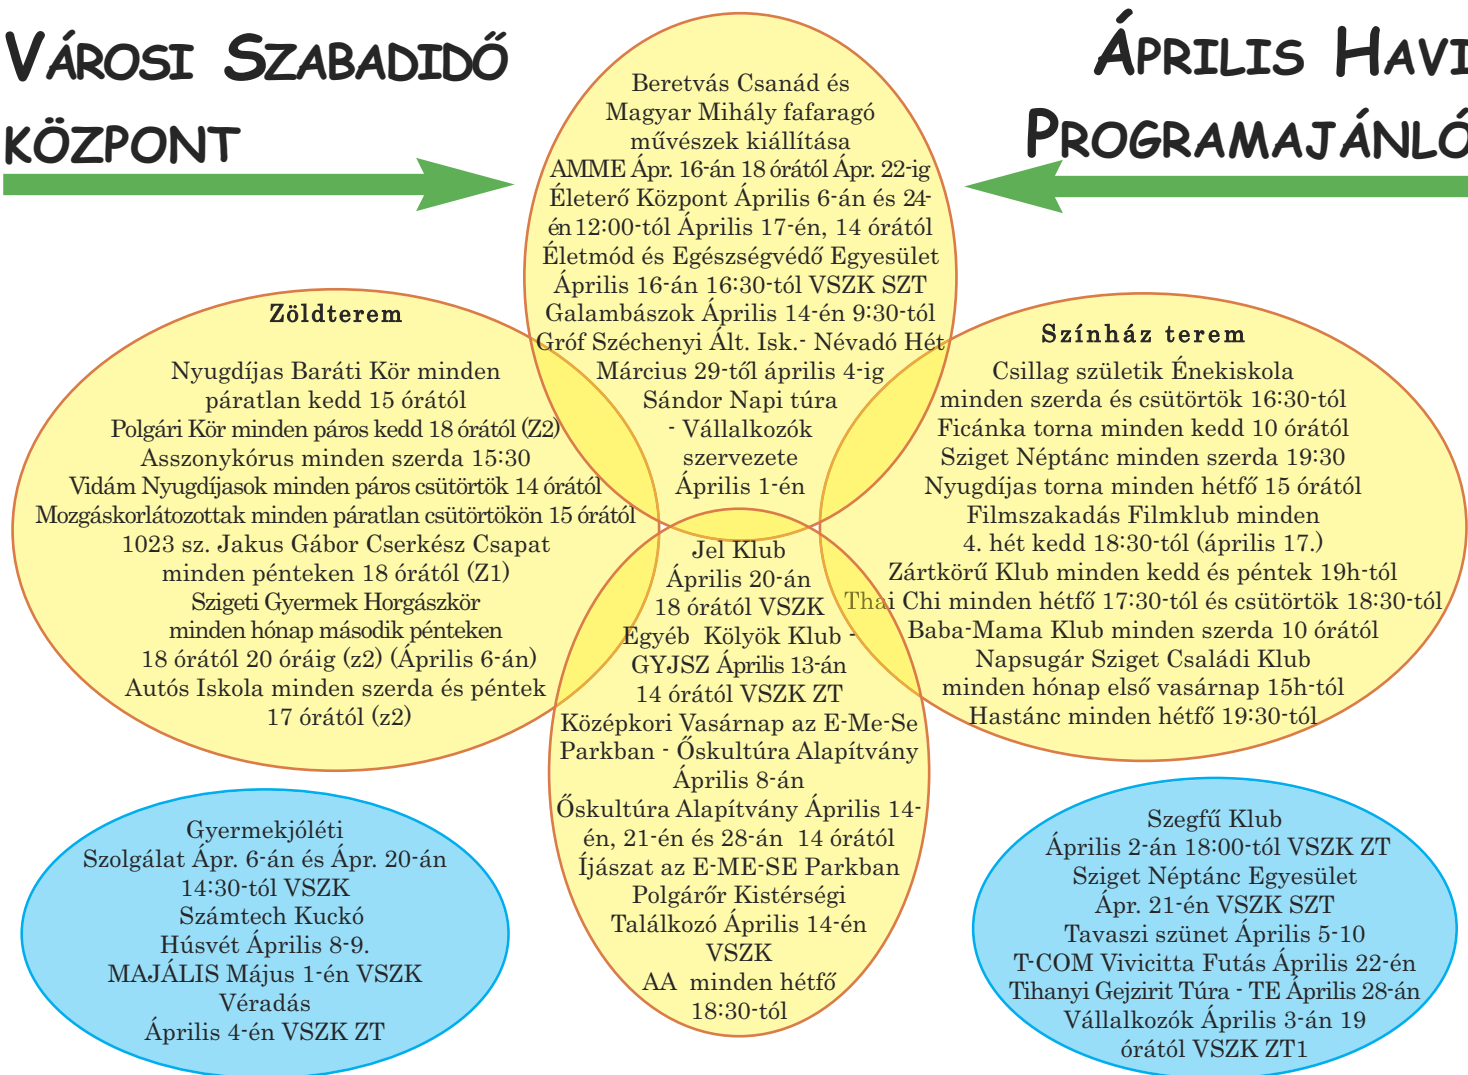 VÁROSI SZABADIDŐ
KÖZPONT
ÁPRILIS HAVI
PROGRAMAJÁNLÓ
Beretvás Csanád és
Magyar Mihály fafaragó
művészek kiállítása
AMME Ápr. 16-án 18 órától Ápr. 22-ig
Életerő Központ Április 6-án és 24-
én 12:00-tól Április 17-én, 14 órától
Életmód és Egészségvédő Egyesület
Április 16-án 16:30-tól VSZK SZT
Galambászok Április 14-én 9:30-tól
Gróf Széchenyi Ált. Isk.- Névadó Hét
Március 29-től április 4-ig
Sándor Napi túra
- Vállalkozók
szervezete
Április 1-én
Zöldterem
Nyugdíjas Baráti Kör minden
páratlan kedd 15 órától
Polgári Kör minden páros kedd 18 órától (Z2)
Asszonykórus minden szerda 15:30
Vidám Nyugdíjasok minden páros csütörtök 14 órától
Mozgáskorlátozottak minden páratlan csütörtökön 15 órától
1023 sz. Jakus Gábor Cserkész Csapat
minden pénteken 18 órától (Z1)
Szigeti Gyermek Horgászkör
minden hónap második pénteken
18 órától 20 óráig (z2) (Április 6-án)
Autós Iskola minden szerda és péntek
17 órától (z2)
Színház terem
Csillag születik Énekiskola
minden szerda és csütörtök 16:30-tól
Ficánka torna minden kedd 10 órától
Sziget Néptánc minden szerda 19:30
Nyugdíjas torna minden hétfő 15 órától
Filmszakadás Filmklub minden
4. hét kedd 18:30-tól (április 17.)
Zártkörű Klub minden kedd és péntek 19h-tól
Thai Chi minden hétfő 17:30-tól és csütörtök 18:30-tól
Baba-Mama Klub minden szerda 10 órától
Napsugár Sziget Családi Klub
minden hónap első vasárnap 15h-tól
Hastánc minden hétfő 19:30-tól
Jel Klub
Április 20-án
18 órától VSZK
Egyéb Kölyök Klub -
GYJSZ Április 13-án
14 órától VSZK ZT
Középkori Vasárnap az E-Me-Se
Parkban - Őskultúra Alapítvány
Április 8-án
Őskultúra Alapítvány Április 14-
én, 21-én és 28-án 14 órától
Íjászat az E-ME-SE Parkban
Polgárőr Kistérségi
Találkozó Április 14-én
VSZK
AA minden hétfő
18:30-tól
Gyermekjóléti
Szolgálat Ápr. 6-án és Ápr. 20-án
14:30-tól VSZK
Számtech Kuckó
Húsvét Április 8-9.
MAJÁLIS Május 1-én VSZK
Véradás
Április 4-én VSZK ZT
Szegfű Klub
Április 2-án 18:00-tól VSZK ZT
Sziget Néptánc Egyesület
Ápr. 21-én VSZK SZT
Tavaszi szünet Április 5-10
T-COM Vivicitta Futás Április 22-én
Tihanyi Gejzirit Túra - TE Április 28-án
Vállalkozók Április 3-án 19
órától VSZK ZT1